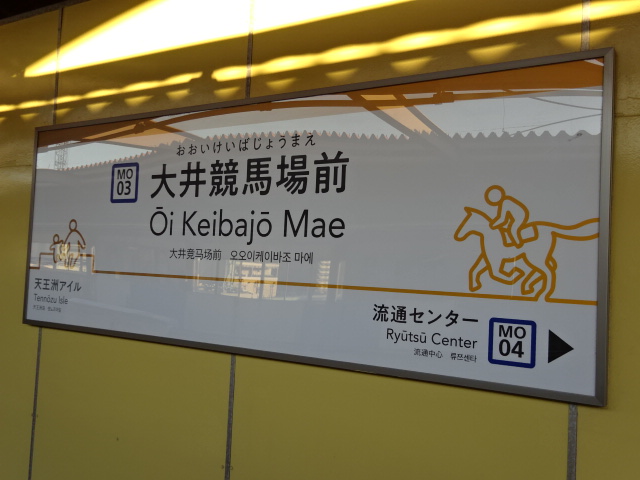 おおいけいばじょうまえ
MO
03
大井競馬場前
Ōi Keibajō Mae
大井竞马场前 오오이케이바조 마에
天王洲アイル
Tennōzu Isle
流通センター
Ryūtsū Center
流通中心 류쯔센타
MO
04